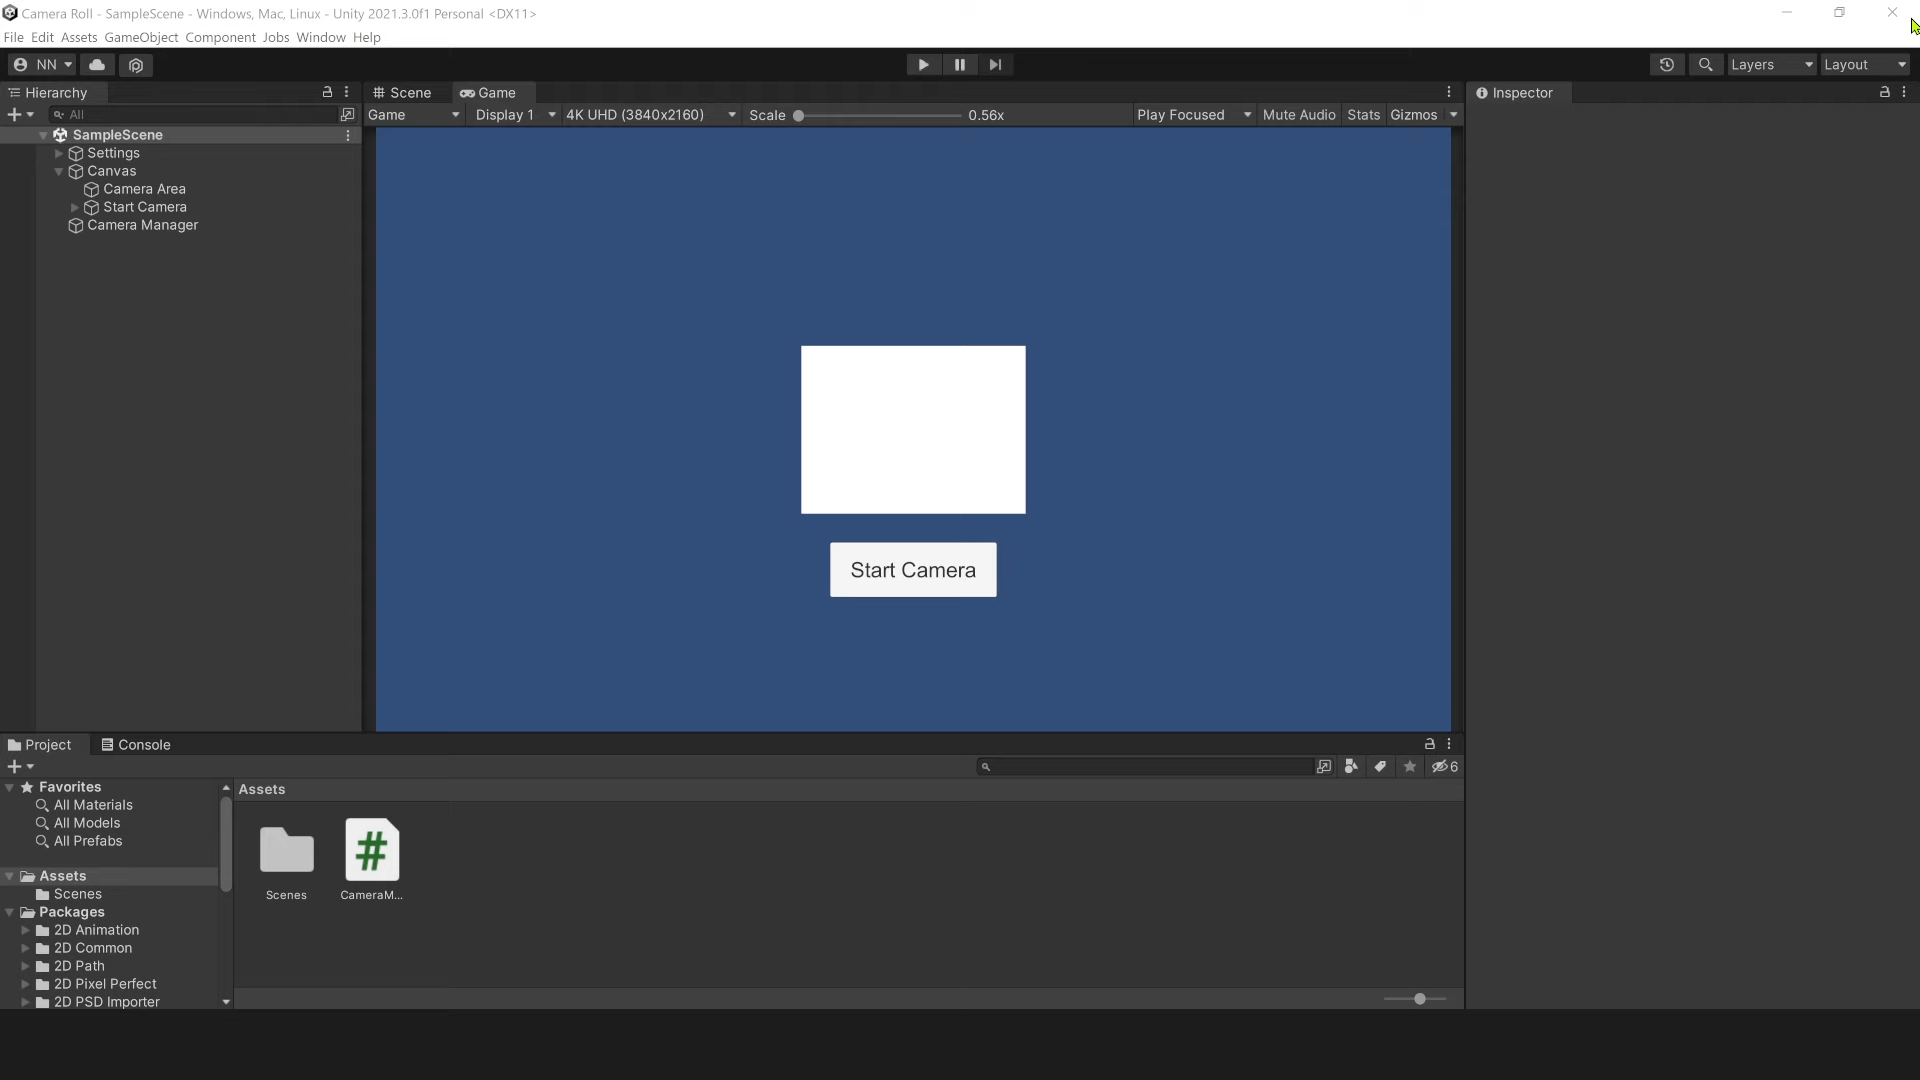 Camera Roll - SampleScene - Windows, Mac, Linux - Unity 2021.3.0f1 Personal <DX11>
File Edit Assets GameObject Component Jobs Window Help
NN Layers Layout
Hierarchy Scene Game Inspector
All Game Display 1 4K UHD (3840x2160) Scale 0.56x Play Focused Mute Audio Stats Gizmos
SampleScene
Settings
Canvas
Camera Area
Start Camera
Camera Manager
Start Camera
Project Console
6
Favorites
All Materials
All Models
All Prefabs
Assets
Scenes
Packages
2D Animation
2D Common
2D Path
2D Pixel Perfect
2D PSD Importer
Assets
#
Scenes CameraM...